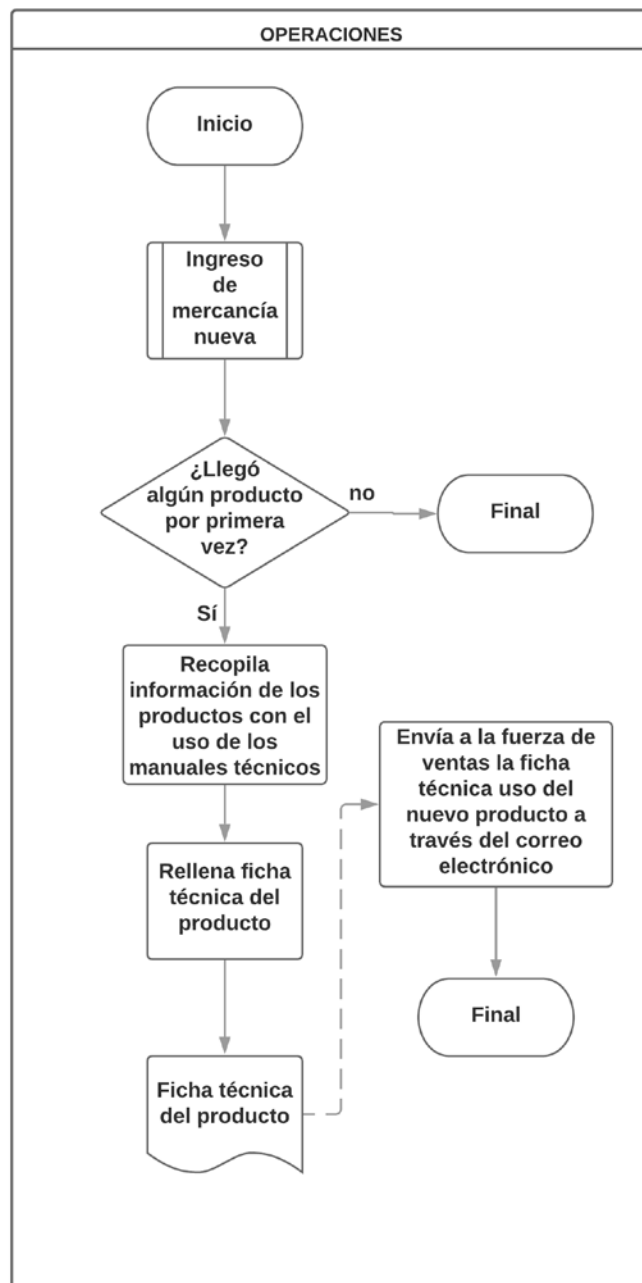 OPERACIONES
Inicio
Ingreso
de
mercancía
nueva
¿Llegó
algún producto
por primera
vez?
no
Final
Sí
Recopila
información de los
productos con el
uso de los
manuales técnicos
Envía a la fuerza de
ventas la ficha
técnica uso del
nuevo producto a
través del correo
electrónico
Rellena ficha
técnica del
producto
Final
Ficha técnica
del producto